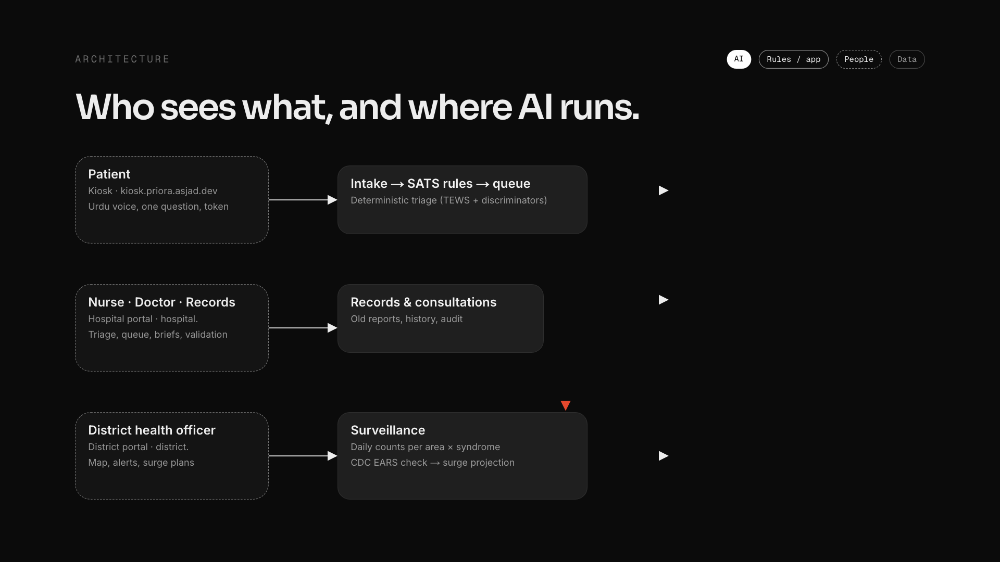 ARCHITECTURE
AI
Rules / app
People
Data
Who sees what, and where AI runs.
Patient
Kiosk · kiosk.priora.asjad.dev
Urdu voice, one question, token
Intake → SATS rules → queue
Deterministic triage (TEWS + discriminators)
Nurse · Doctor · Records
Hospital portal · hospital.
Triage, queue, briefs, validation
Records & consultations
Old reports, history, audit
District health officer
District portal · district.
Map, alerts, surge plans
Surveillance
Daily counts per area × syndrome
CDC EARS check → surge projection